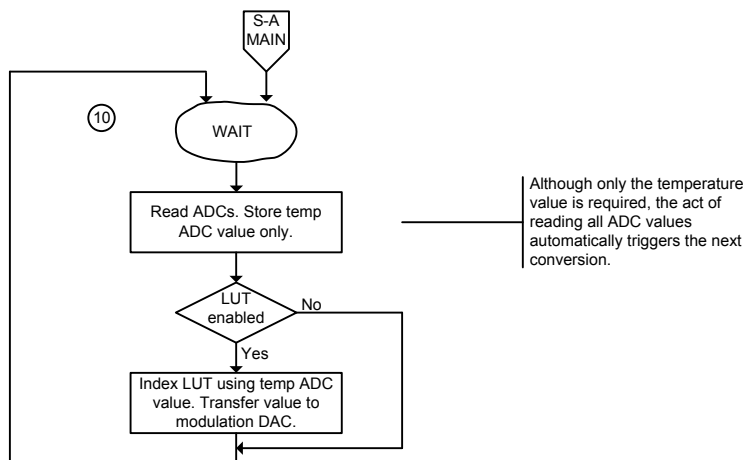 S-A
MAIN
10
WAIT
Read ADCs. Store temp
ADC value only.
Although only the temperature
value is required, the act of
reading all ADC values
automatically triggers the next
conversion.
LUT
enabled
No
Yes
Index LUT using temp ADC
value. Transfer value to
modulation DAC.